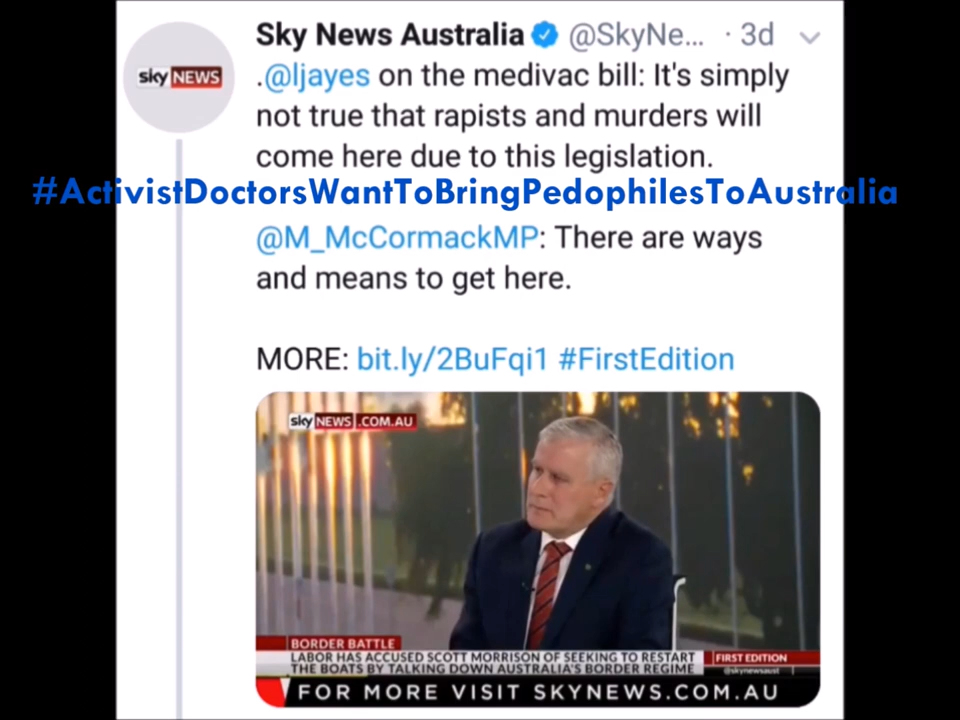 Sky News Australia @SkyNe... · 3d
sky NEWS
.@ljayes on the medivac bill: It's simply
not true that rapists and murders will
come here due to this legislation.
#ActivistDoctorsWantToBringPedophilesToAustralia
@M_McCormackMP: There are ways
and means to get here.
MORE: bit.ly/2BuFqi1 #FirstEdition
sky NEWS .COM.AU
BORDER BATTLE
LABOR HAS ACCUSED SCOTT MORRISON OF SEEKING TO RESTART
THE BOATS BY TALKING DOWN AUSTRALIA'S BORDER REGIME
FIRST EDITION
@skynewsaust
FOR MORE VISIT SKYNEWS.COM.AU